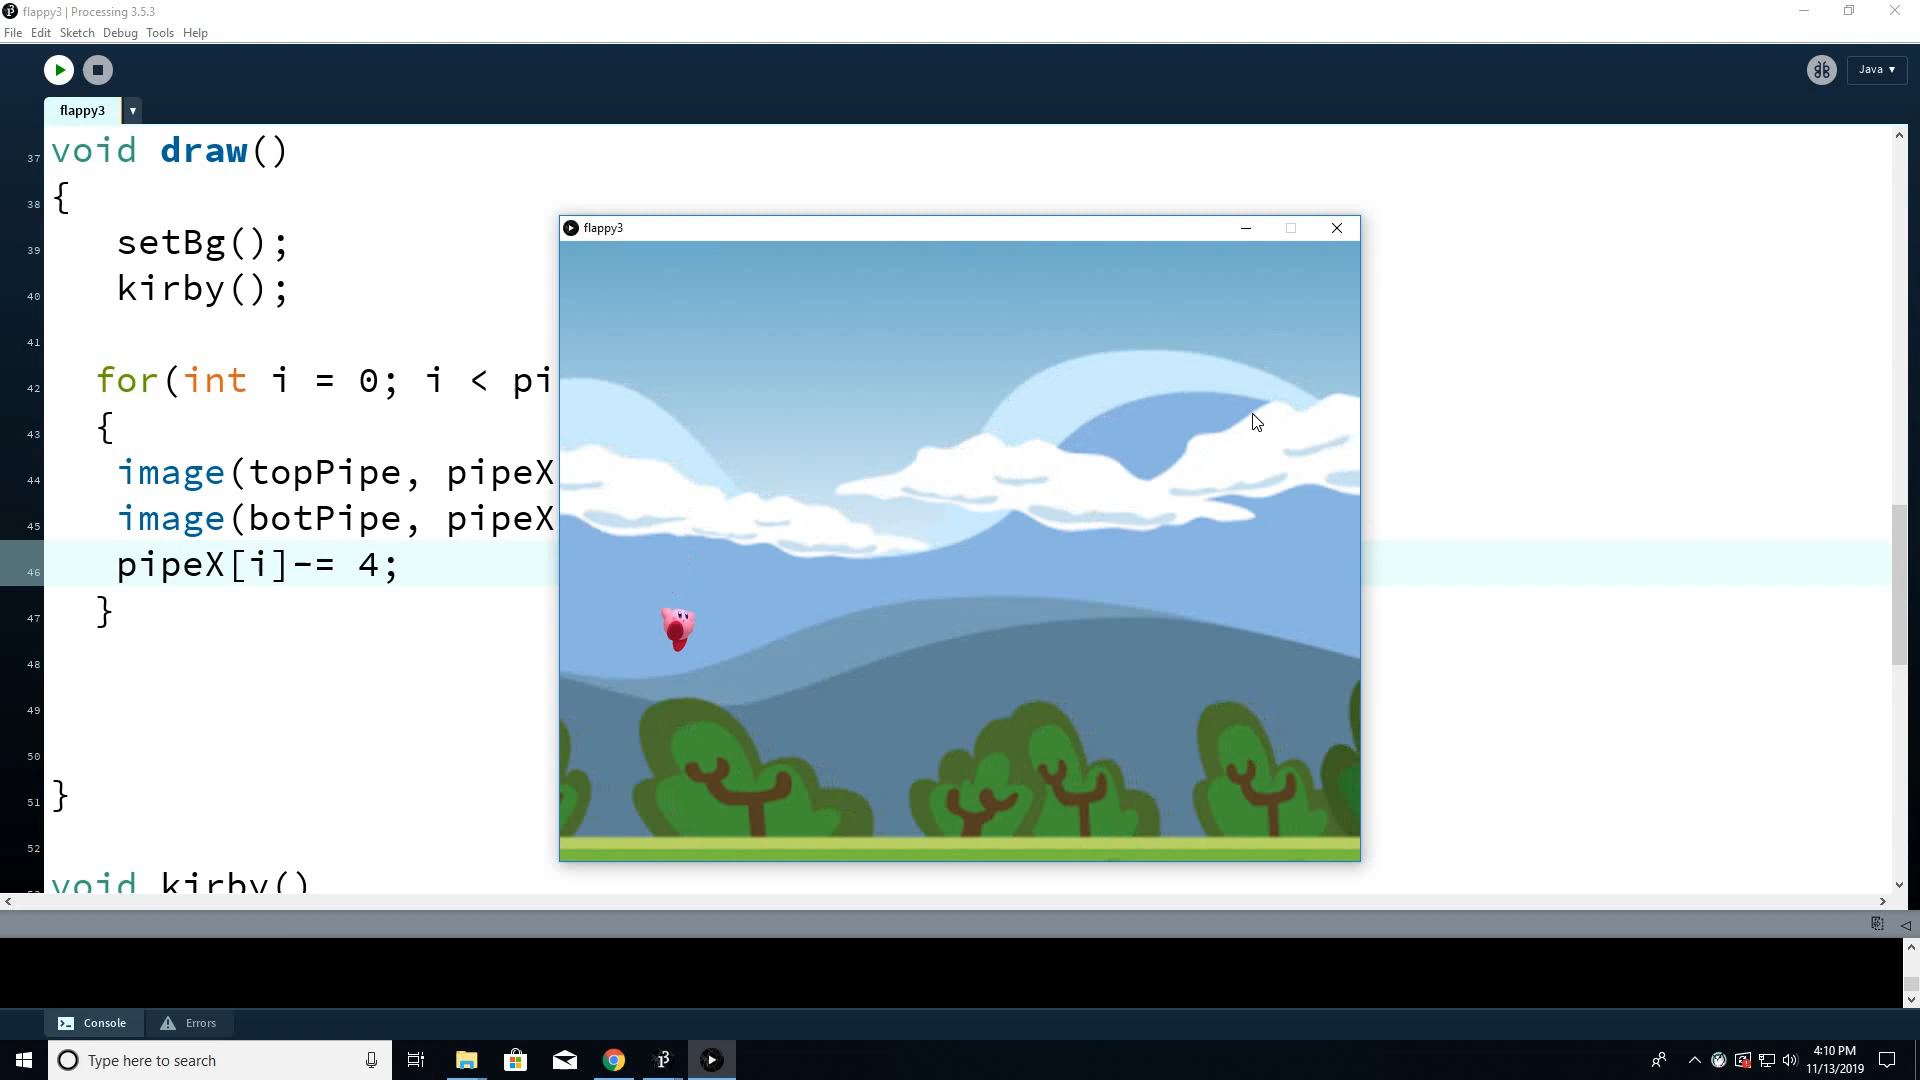 flappy3 | Processing 3.5.3
File Edit Sketch Debug Tools Help
Java ▾
flappy3 ▾
37 void draw()
38 {
39 setBg();
40 kirby();
41
42 for(int i = 0; i < pi
43 {
44 image(topPipe, pipeX
45 image(botPipe, pipeX
46 pipeX[i]-= 4;
47 }
48
49
50
51 }
52
void kirby()
flappy3
Console Errors
Type here to search
4:10 PM
11/13/2019